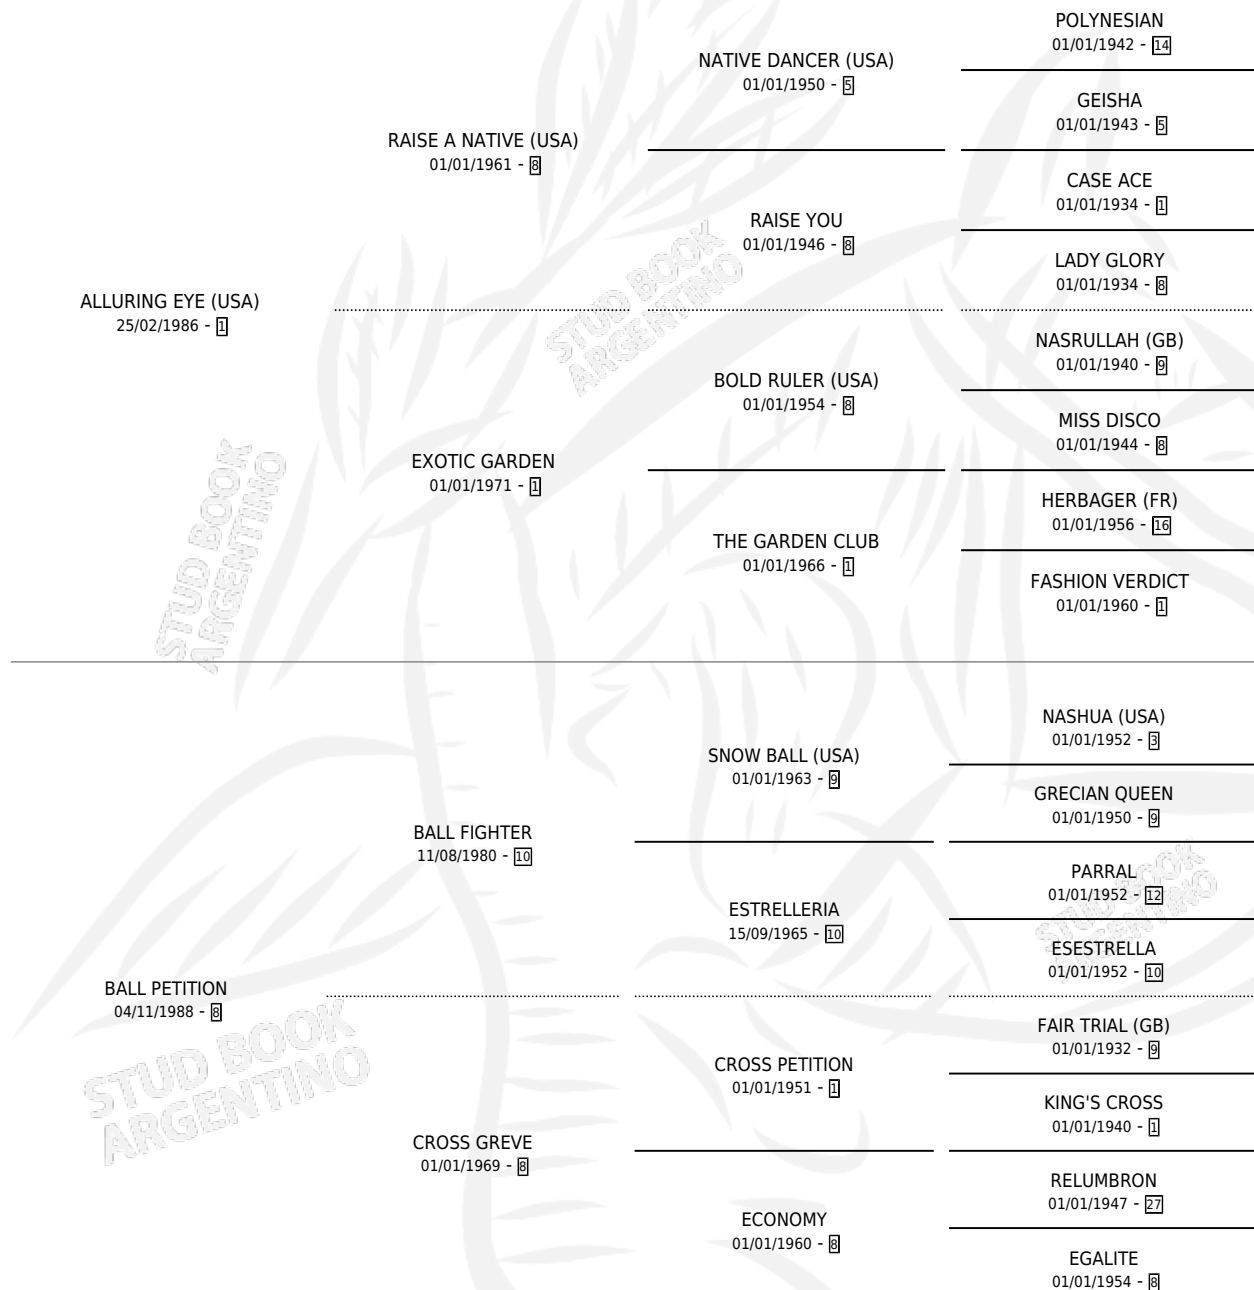 POLYNESIAN
01/01/1942 - 14
NATIVE DANCER (USA)
01/01/1950 - 5
GEISHA
01/01/1943 - 5
RAISE A NATIVE (USA)
01/01/1961 - 8
CASE ACE
01/01/1934 - 1
RAISE YOU
01/01/1946 - 8
LADY GLORY
01/01/1934 - 8
ALLURING EYE (USA)
25/02/1986 - 1
STUD BOOK
ARGENTINO
NASRULLAH (GB)
01/01/1940 - 9
BOLD RULER (USA)
01/01/1954 - 8
MISS DISCO
01/01/1944 - 8
EXOTIC GARDEN
01/01/1971 - 1
HERBAGER (FR)
01/01/1956 - 16
THE GARDEN CLUB
01/01/1966 - 1
FASHION VERDICT
01/01/1960 - 1
STUD BOOK
ARGENTINO
NASHUA (USA)
01/01/1952 - 3
SNOW BALL (USA)
01/01/1963 - 9
GRECIAN QUEEN
01/01/1950 - 9
BALL FIGHTER
11/08/1980 - 10
PARRAL
01/01/1952 - 12
ESTRELLERIA
15/09/1965 - 10
STUD BOOK
ARGENTINO
ESESTRELLA
01/01/1952 - 10
BALL PETITION
04/11/1988 - 8
STUD BOOK
ARGENTINO
FAIR TRIAL (GB)
01/01/1932 - 9
CROSS PETITION
01/01/1951 - 1
KING'S CROSS
01/01/1940 - 1
CROSS GREVE
01/01/1969 - 8
RELUMBRON
01/01/1947 - 27
ECONOMY
01/01/1960 - 8
EGALITE
01/01/1954 - 8